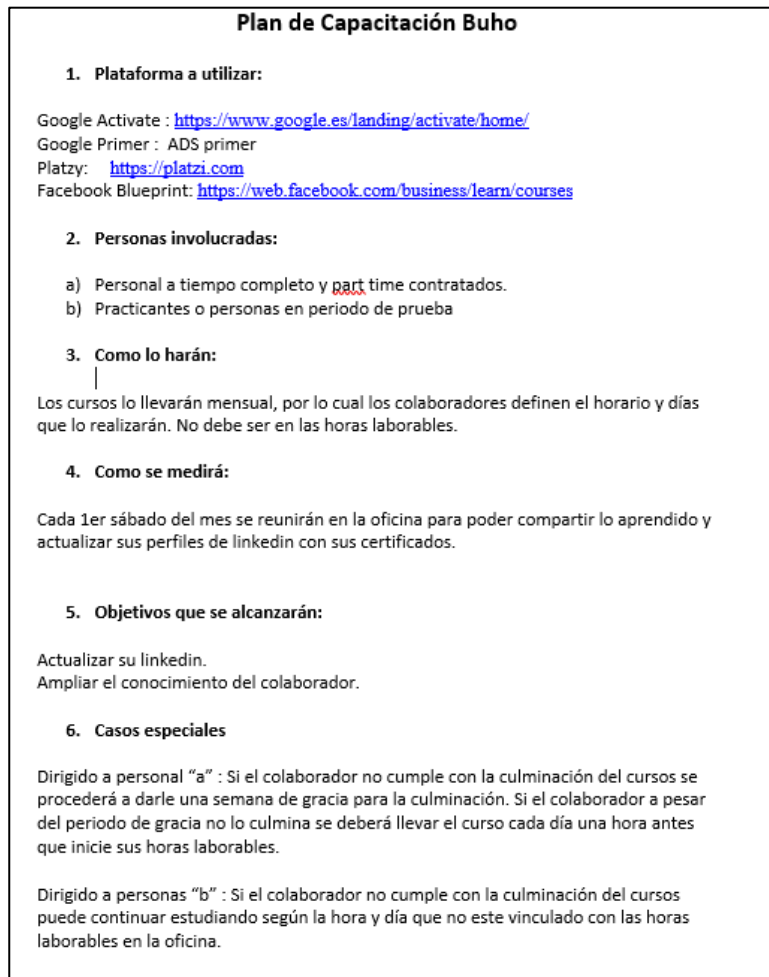 Plan de Capacitación Buho
1. Plataforma a utilizar:
Google Activate : https://www.google.es/landing/activate/home/
Google Primer : ADS primer
Platzy: https://platzi.com
Facebook Blueprint: https://web.facebook.com/business/learn/courses
2. Personas involucradas:
a) Personal a tiempo completo y part time contratados.
b) Practicantes o personas en periodo de prueba
3. Como lo harán:
Los cursos lo llevarán mensual, por lo cual los colaboradores definen el horario y días
que lo realizarán. No debe ser en las horas laborables.
4. Como se medirá:
Cada 1er sábado del mes se reunirán en la oficina para poder compartir lo aprendido y
actualizar sus perfiles de linkedin con sus certificados.
5. Objetivos que se alcanzarán:
Actualizar su linkedin.
Ampliar el conocimiento del colaborador.
6. Casos especiales
Dirigido a personal “a” : Si el colaborador no cumple con la culminación del cursos se
procederá a darle una semana de gracia para la culminación. Si el colaborador a pesar
del periodo de gracia no lo culmina se deberá llevar el curso cada día una hora antes
que inicie sus horas laborables.
Dirigido a personas “b” : Si el colaborador no cumple con la culminación del cursos
puede continuar estudiando según la hora y día que no este vinculado con las horas
laborables en la oficina.